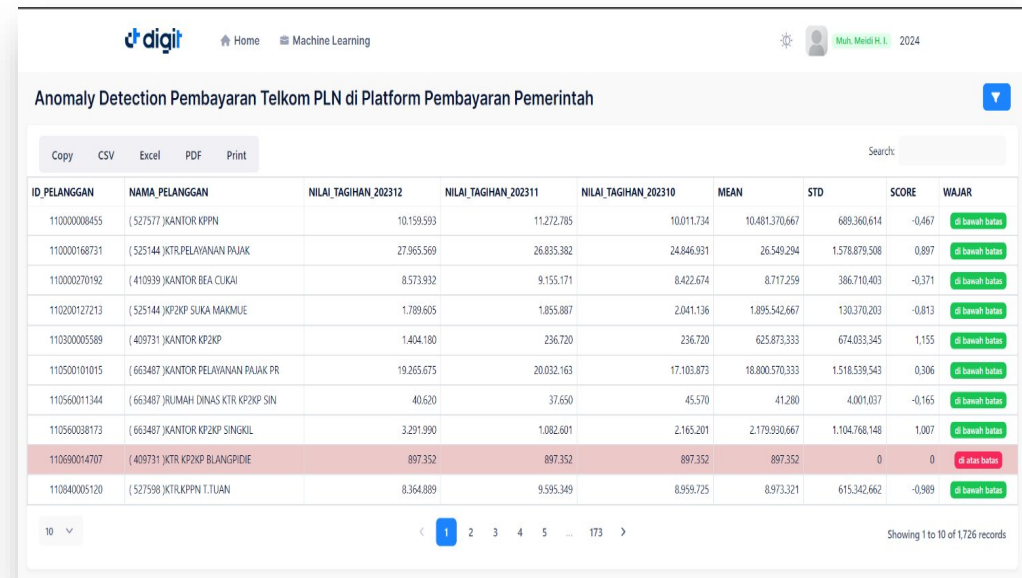 digit Home Machine Learning Muh. Meidi H. I. 2024
Anomaly Detection Pembayaran Telkom PLN di Platform Pembayaran Pemerintah
Copy CSV Excel PDF Print Search:
ID_PELANGGAN NAMA_PELANGGAN NILAI_TAGIHAN_202312 NILAI_TAGIHAN_202311 NILAI_TAGIHAN_202310 MEAN STD SCORE WAJAR
110000008455 ( 527577 )KANTOR KPPN 10.159.593 11.272.785 10.011.734 10.481.370,667 689.360,614 -0,467 di bawah batas
110000168731 ( 525144 )KTR.PELAYANAN PAJAK 27.965.569 26.835.382 24.846.931 26.549.294 1.578.879,508 0,897 di bawah batas
110000270192 ( 410939 )KANTOR BEA CUKAI 8.573.932 9.155.171 8.422.674 8.717.259 386.710,403 -0,371 di bawah batas
110200127213 ( 525144 )KP2KP SUKA MAKMUE 1.789.605 1.855.887 2.041.136 1.895.542,667 130.370,203 -0,813 di bawah batas
110300005589 ( 409731 )KANTOR KP2KP 1.404.180 236.720 236.720 625.873,333 674.033,345 1,155 di bawah batas
110500101015 ( 663487 )KANTOR PELAYANAN PAJAK PR 19.265.675 20.032.163 17.103.873 18.800.570,333 1.518.539,543 0,306 di bawah batas
110560011344 ( 663487 )RUMAH DINAS KTR KP2KP SIN 40.620 37.650 45.570 41.280 4.001,037 -0,165 di bawah batas
110560038173 ( 663487 )KANTOR KP2KP SINGKIL 3.291.990 1.082.601 2.165.201 2.179.930,667 1.104.768,148 1,007 di bawah batas
110690014707 ( 409731 )KTR KP2KP BLANGPIDIE 897.352 897.352 897.352 897.352 0 0 di atas batas
110840005120 ( 527598 )KTR.KPPN T.TUAN 8.364.889 9.595.349 8.959.725 8.973.321 615.342,662 -0,989 di bawah batas
10 1 2 3 4 5 ... 173 Showing 1 to 10 of 1,726 records